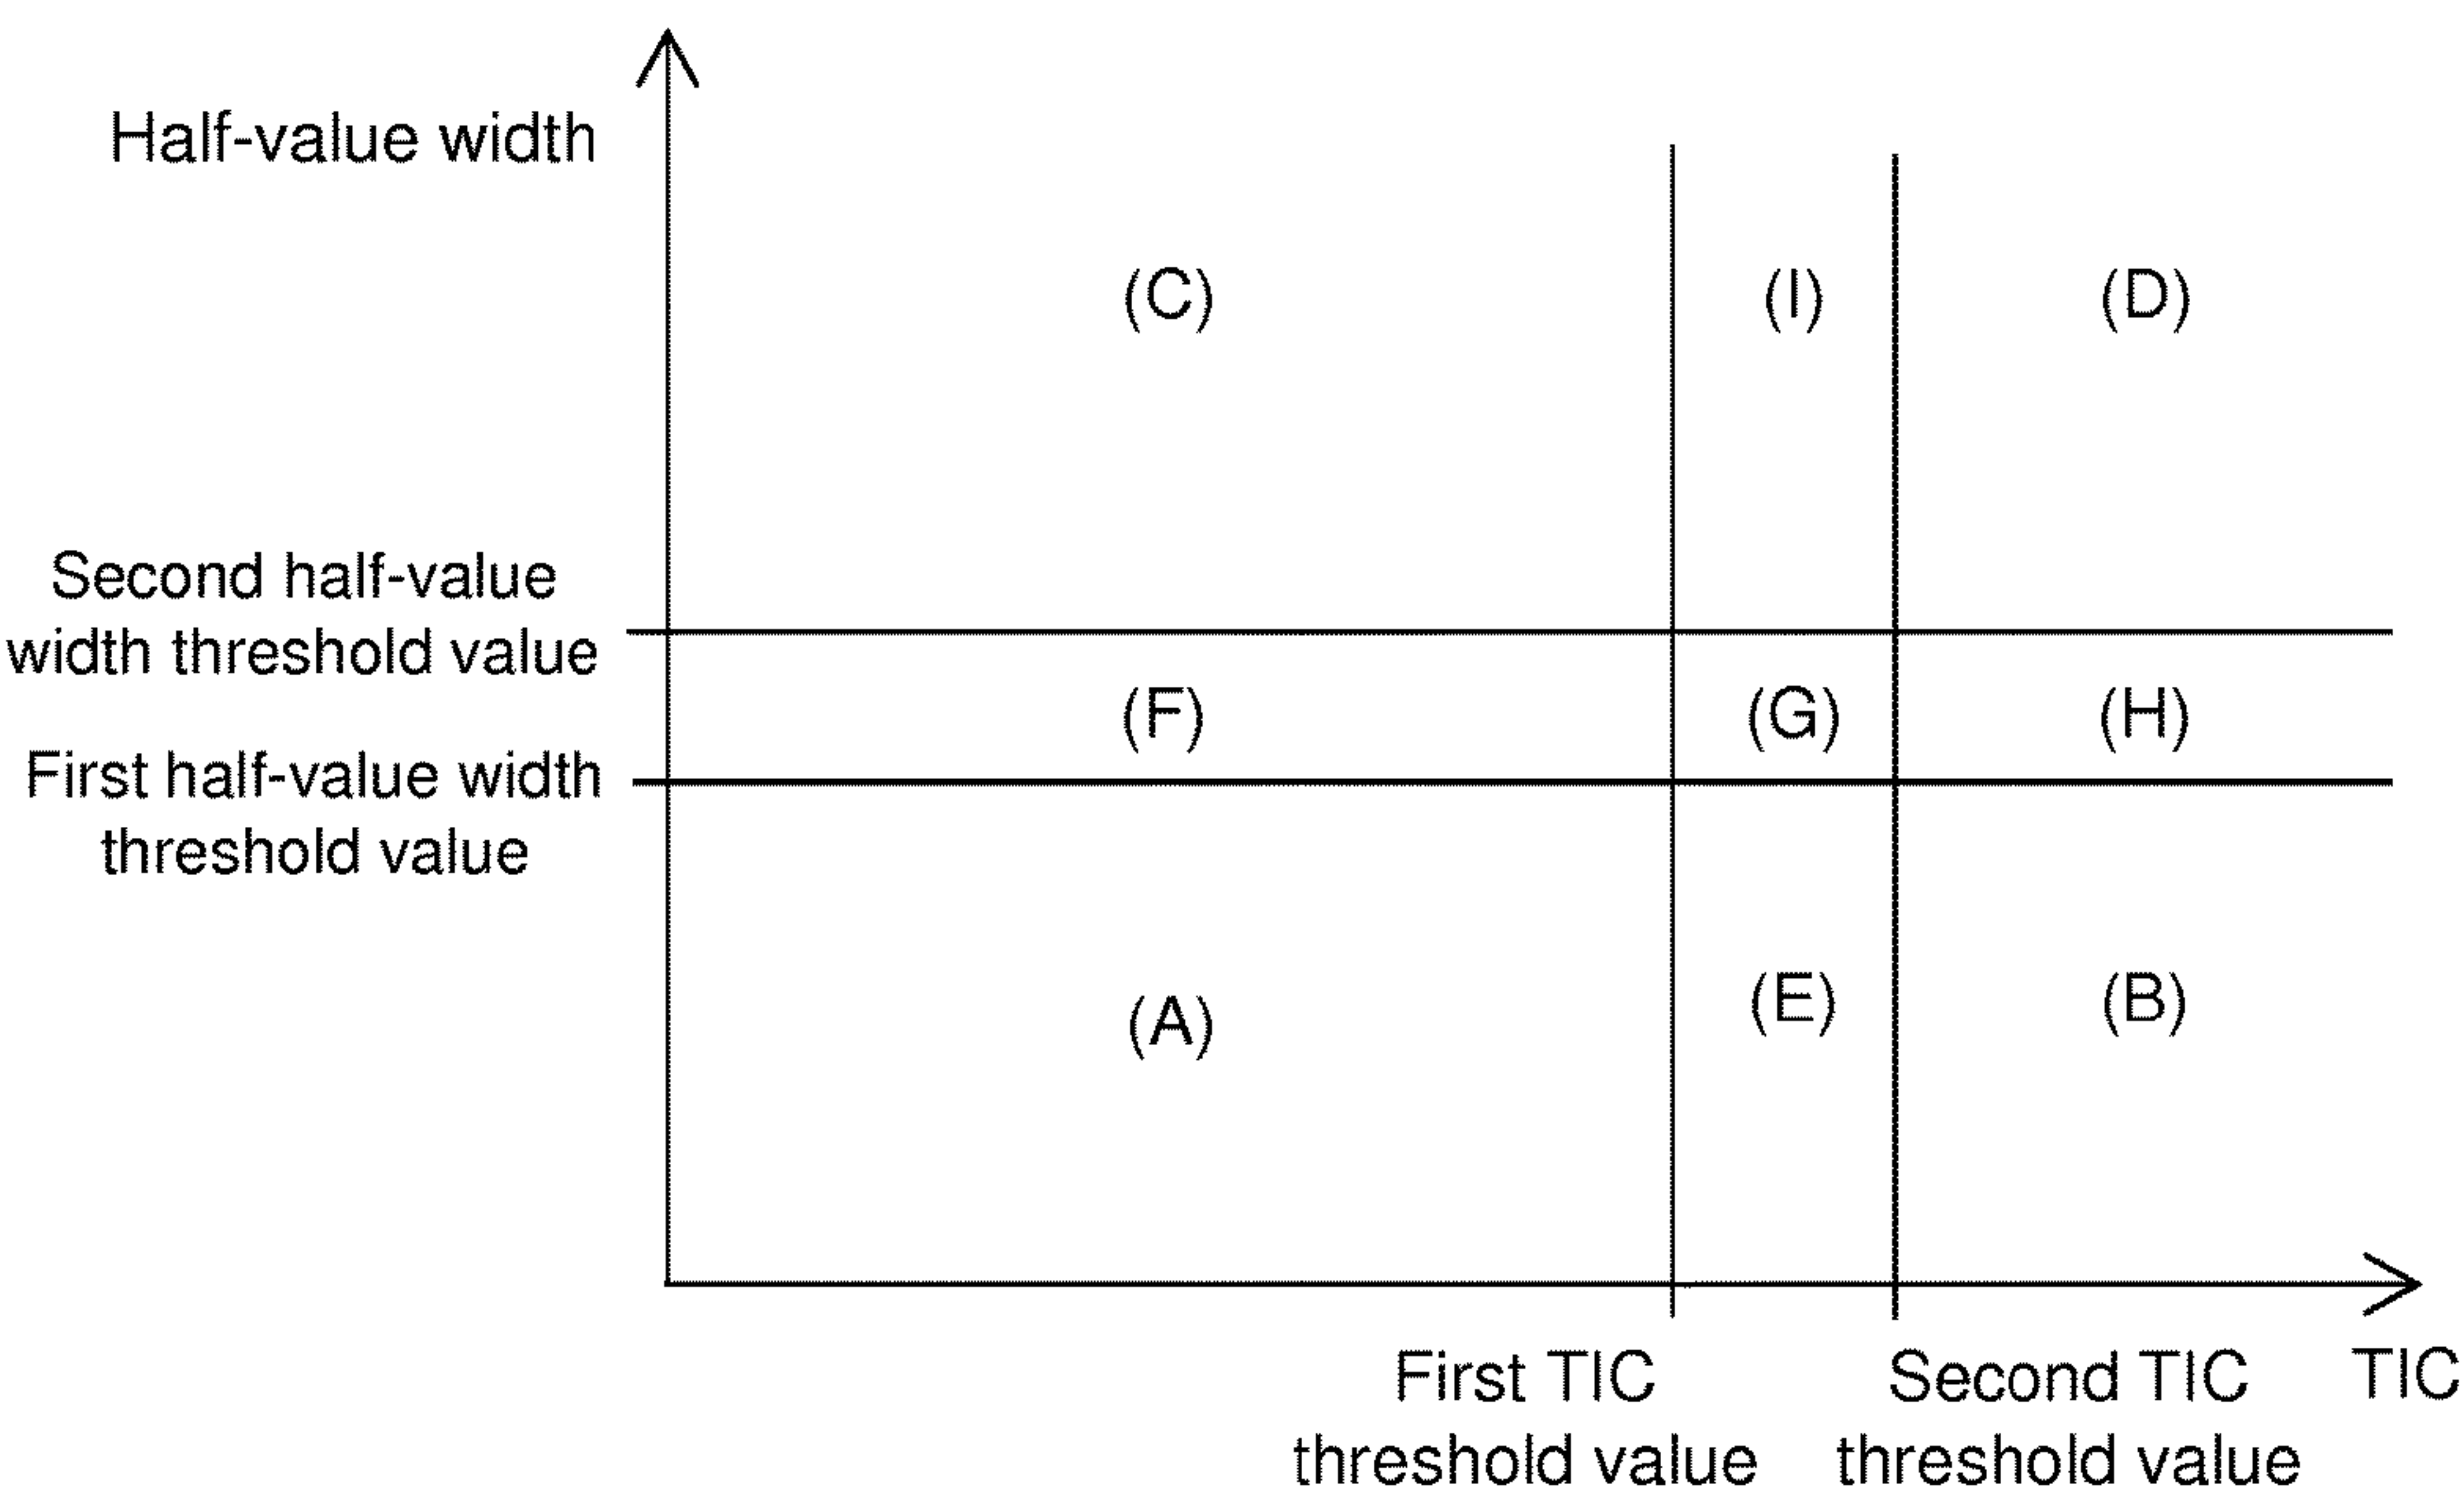 Half-value width
(C)
(I)
(D)
Second half-value
width threshold value
(F)
(G)
(H)
First half-value width
threshold value
(A)
(E)
(B)
First TIC
threshold value
Second TIC
threshold value
TIC